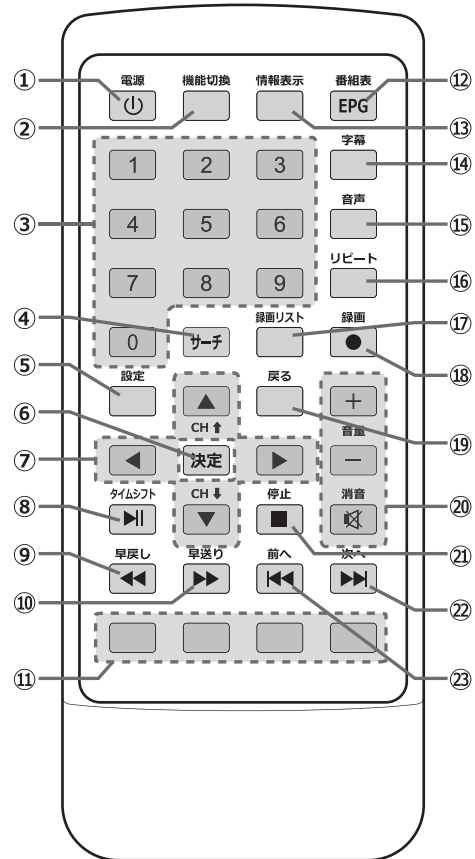 ① 電源 機能切換 情報表示 番組表 ⑫
② EPG ⑬
字幕 ⑭
1 2 3
音声
③ 4 5 6 ⑮
リピート ⑯
7 8 9
④ 録画リスト 録画 ⑰
0 サーチ ⑱
⑤ 設定 戻る
⑥ CH 音量 ⑲
⑦ 決定
⑧ タイムシフト CH 停止 消音 ⑳
㉑
⑨ 早戻し 早送り 前へ 次へ
⑩ ㉒
⑪ ㉓